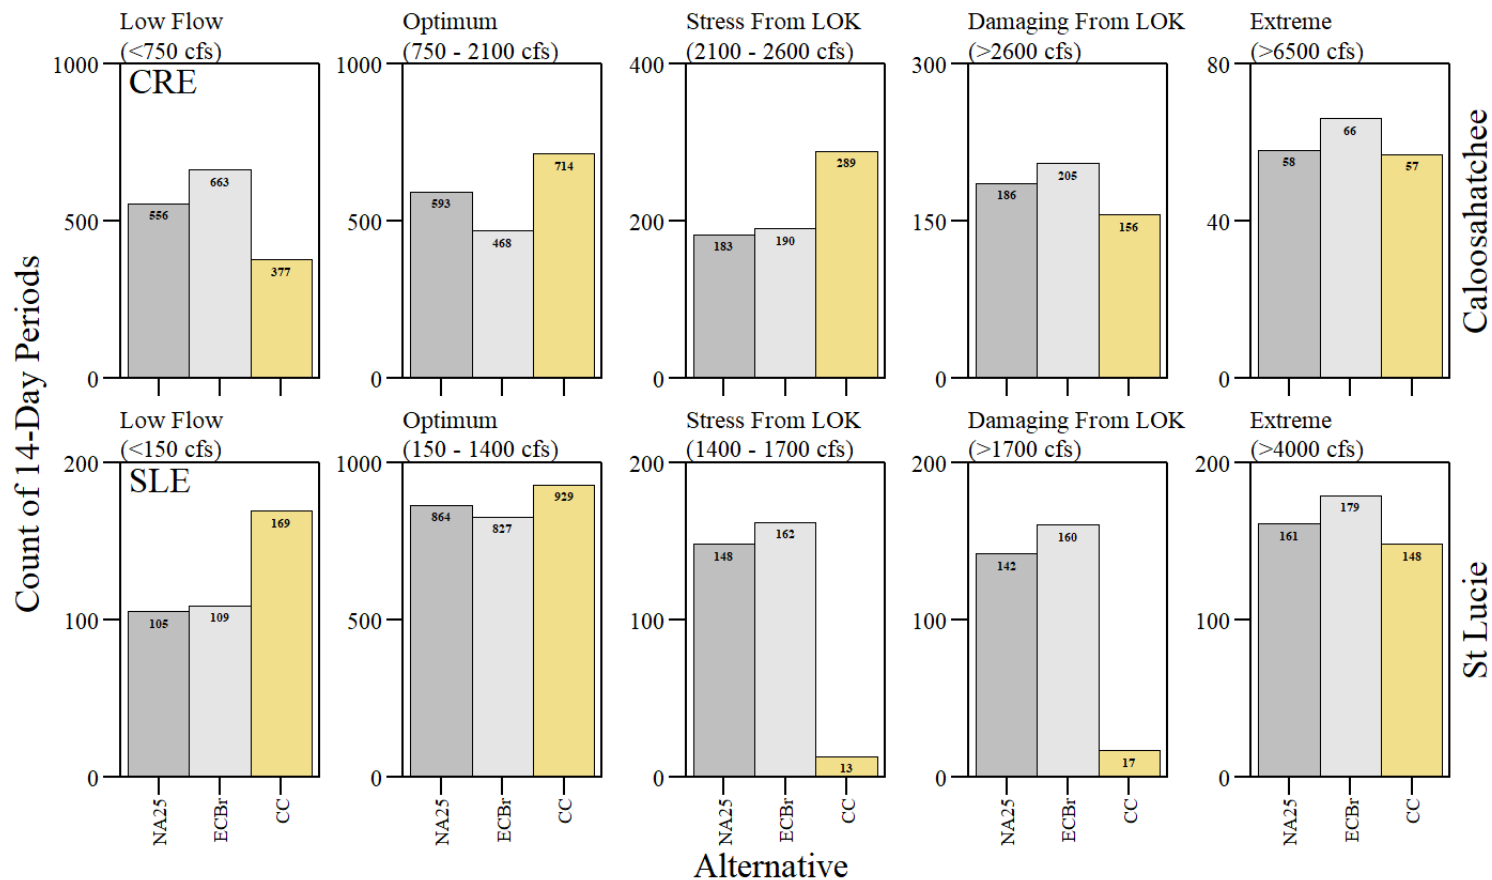 Low Flow
(<750 cfs)
Optimum
(750 - 2100 cfs)
Stress From LOK
(2100 - 2600 cfs)
Damaging From LOK
(>2600 cfs)
Extreme
(>6500 cfs)
CRE
1000
500
0
556
663
377
1000
500
0
593
468
714
400
200
0
183
190
289
300
150
0
186
205
156
80
40
0
58
66
57
Caloosahatchee
Low Flow
(<150 cfs)
Optimum
(150 - 1400 cfs)
Stress From LOK
(1400 - 1700 cfs)
Damaging From LOK
(>1700 cfs)
Extreme
(>4000 cfs)
SLE
200
100
0
105
109
169
1000
500
0
864
827
929
200
100
0
148
162
13
200
100
0
142
160
17
200
100
0
161
179
148
St Lucie
NA25
ECBr
CC
NA25
ECBr
CC
NA25
ECBr
CC
NA25
ECBr
CC
NA25
ECBr
CC
Count of 14-Day Periods
Alternative